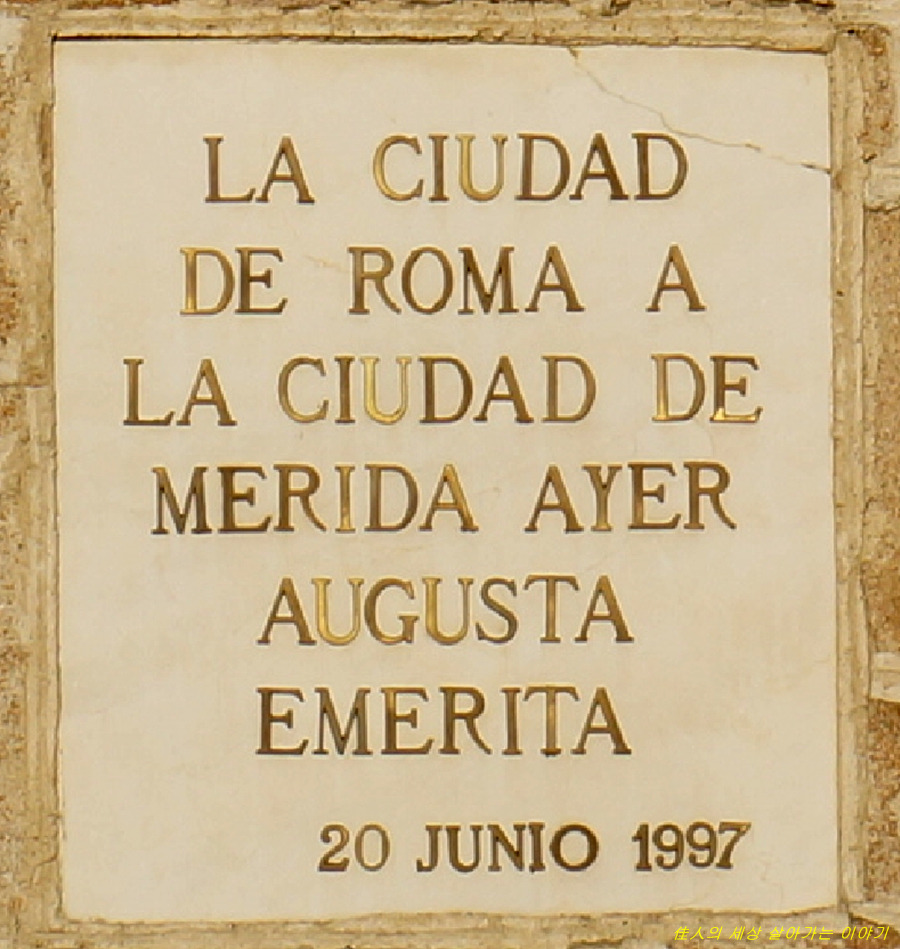 LA CIUDAD
DE ROMA A
LA CIUDAD DE
MERIDA AYER
AUGUSTA
EMERITA
20 JUNIO 1997
佳人의 세상 살아가는 이야기